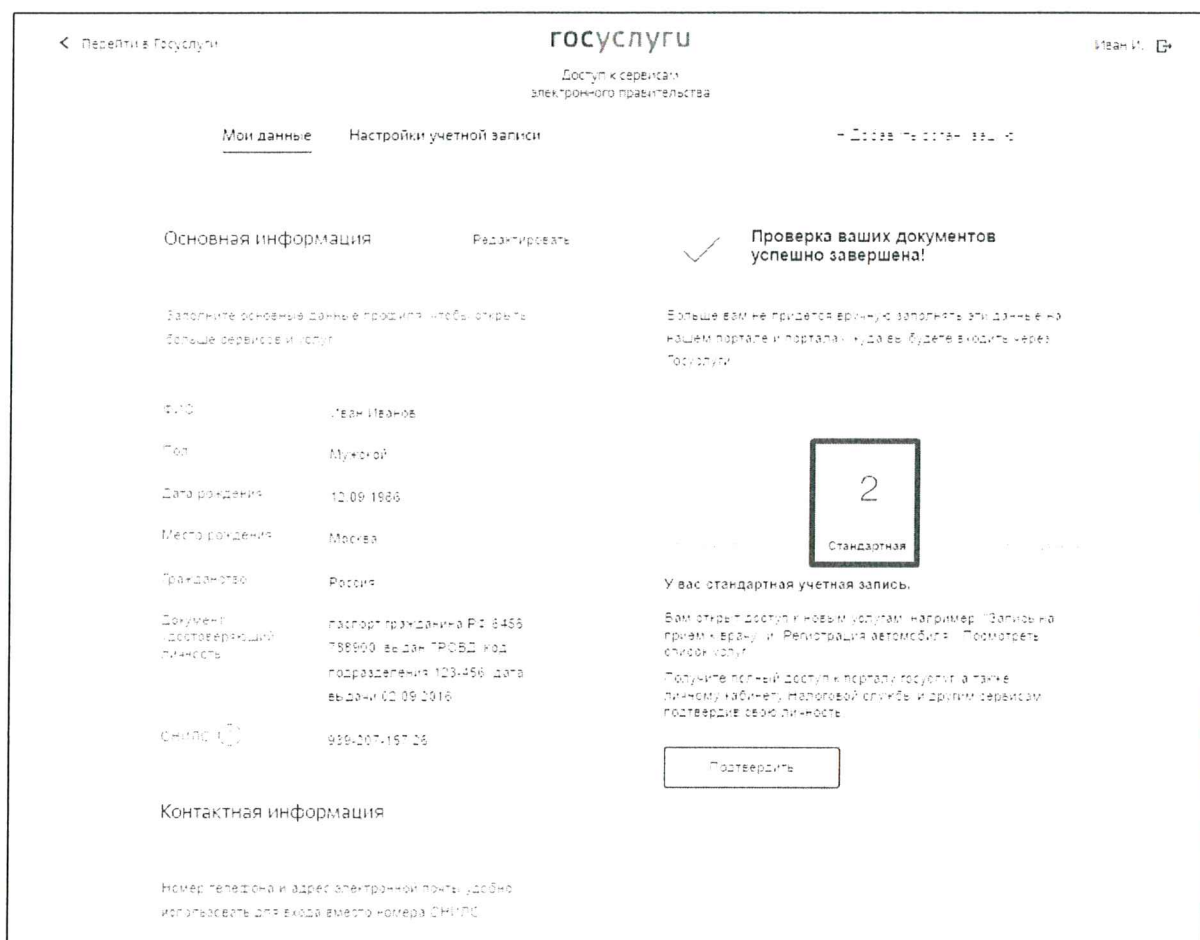 Перейти в Госуслуги
госуслуги
Иван И.
Доступ к сервисам
электронного правительства
Мои данные
Настройки учетной записи
+ Добавить организацию
Основная информация
Редактировать
Заполните основные данные профиля, чтобы открыть
больше сервисов и услуг
ФИО
Иван Иванов
Пол
Мужской
Дата рождения
12.09.1986
Место рождения
Москва
Гражданство
Россия
Документ
удостоверяющий
личность
паспорт гражданина РФ 6456
788900, выдан ГРОВД, код
подразделения 123-456, дата
выдачи 02.09.2016
СНИЛС
939-207-157 26
Контактная информация
Номер телефона и адрес электронной почты удобно
использовать для входа вместо номера СНИЛС
Проверка ваших документов
успешно завершена!
Больше вам не придется вручную заполнять эти данные на
нашем портале и порталах, куда вы будете входить через
Госуслуги
2
Стандартная
У вас стандартная учетная запись.
Вам открыт доступ к новым услугам, например, "Запись на
прием к врачу" и "Регистрация автомобиля". Посмотреть
список услуг
Получите полный доступ к порталу госуслуг, а также
личному кабинету Налоговой службы и другим сервисам,
подтвердив свою личность
Подтвердить